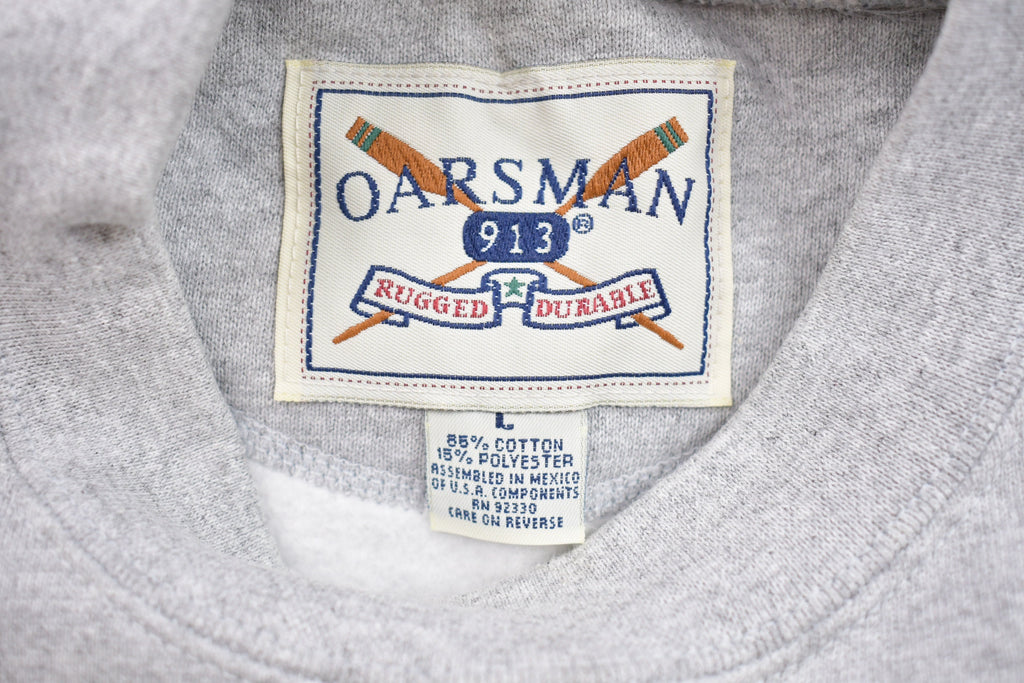 OARSMAN
913 ®
RUGGED DURABLE
L
85% COTTON
15% POLYESTER
ASSEMBLED IN MEXICO
OF U.S.A. COMPONENTS
RN 92330
CARE ON REVERSE